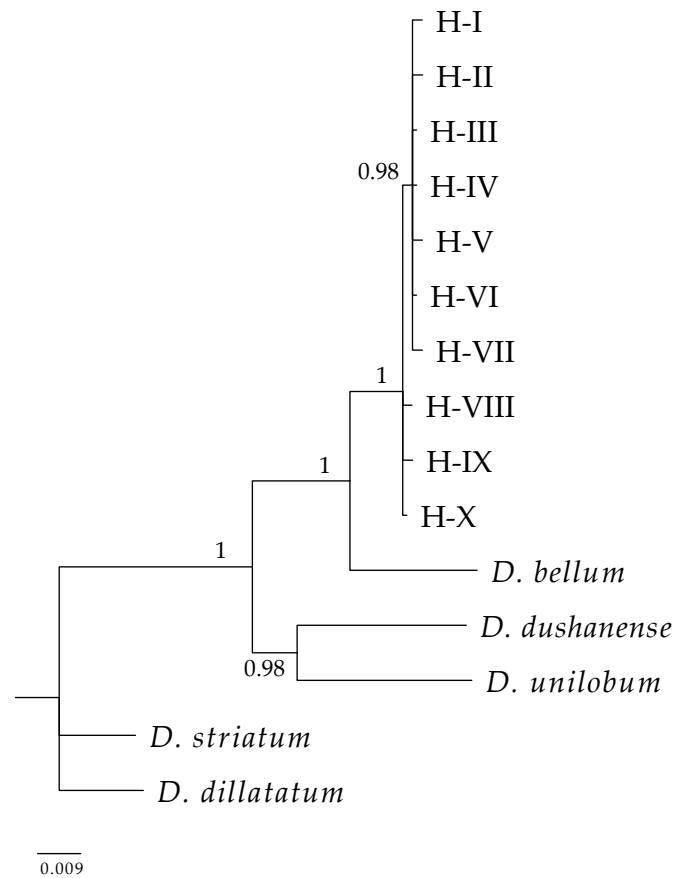 H-I
H-II
H-III
0.98
H-IV
H-V
H-VI
H-VII
1
H-VIII
H-IX
1
H-X
1
D. bellum
D. dushanense
0.98
D. unilobum
D. striatum
D. dillatatum
0.009